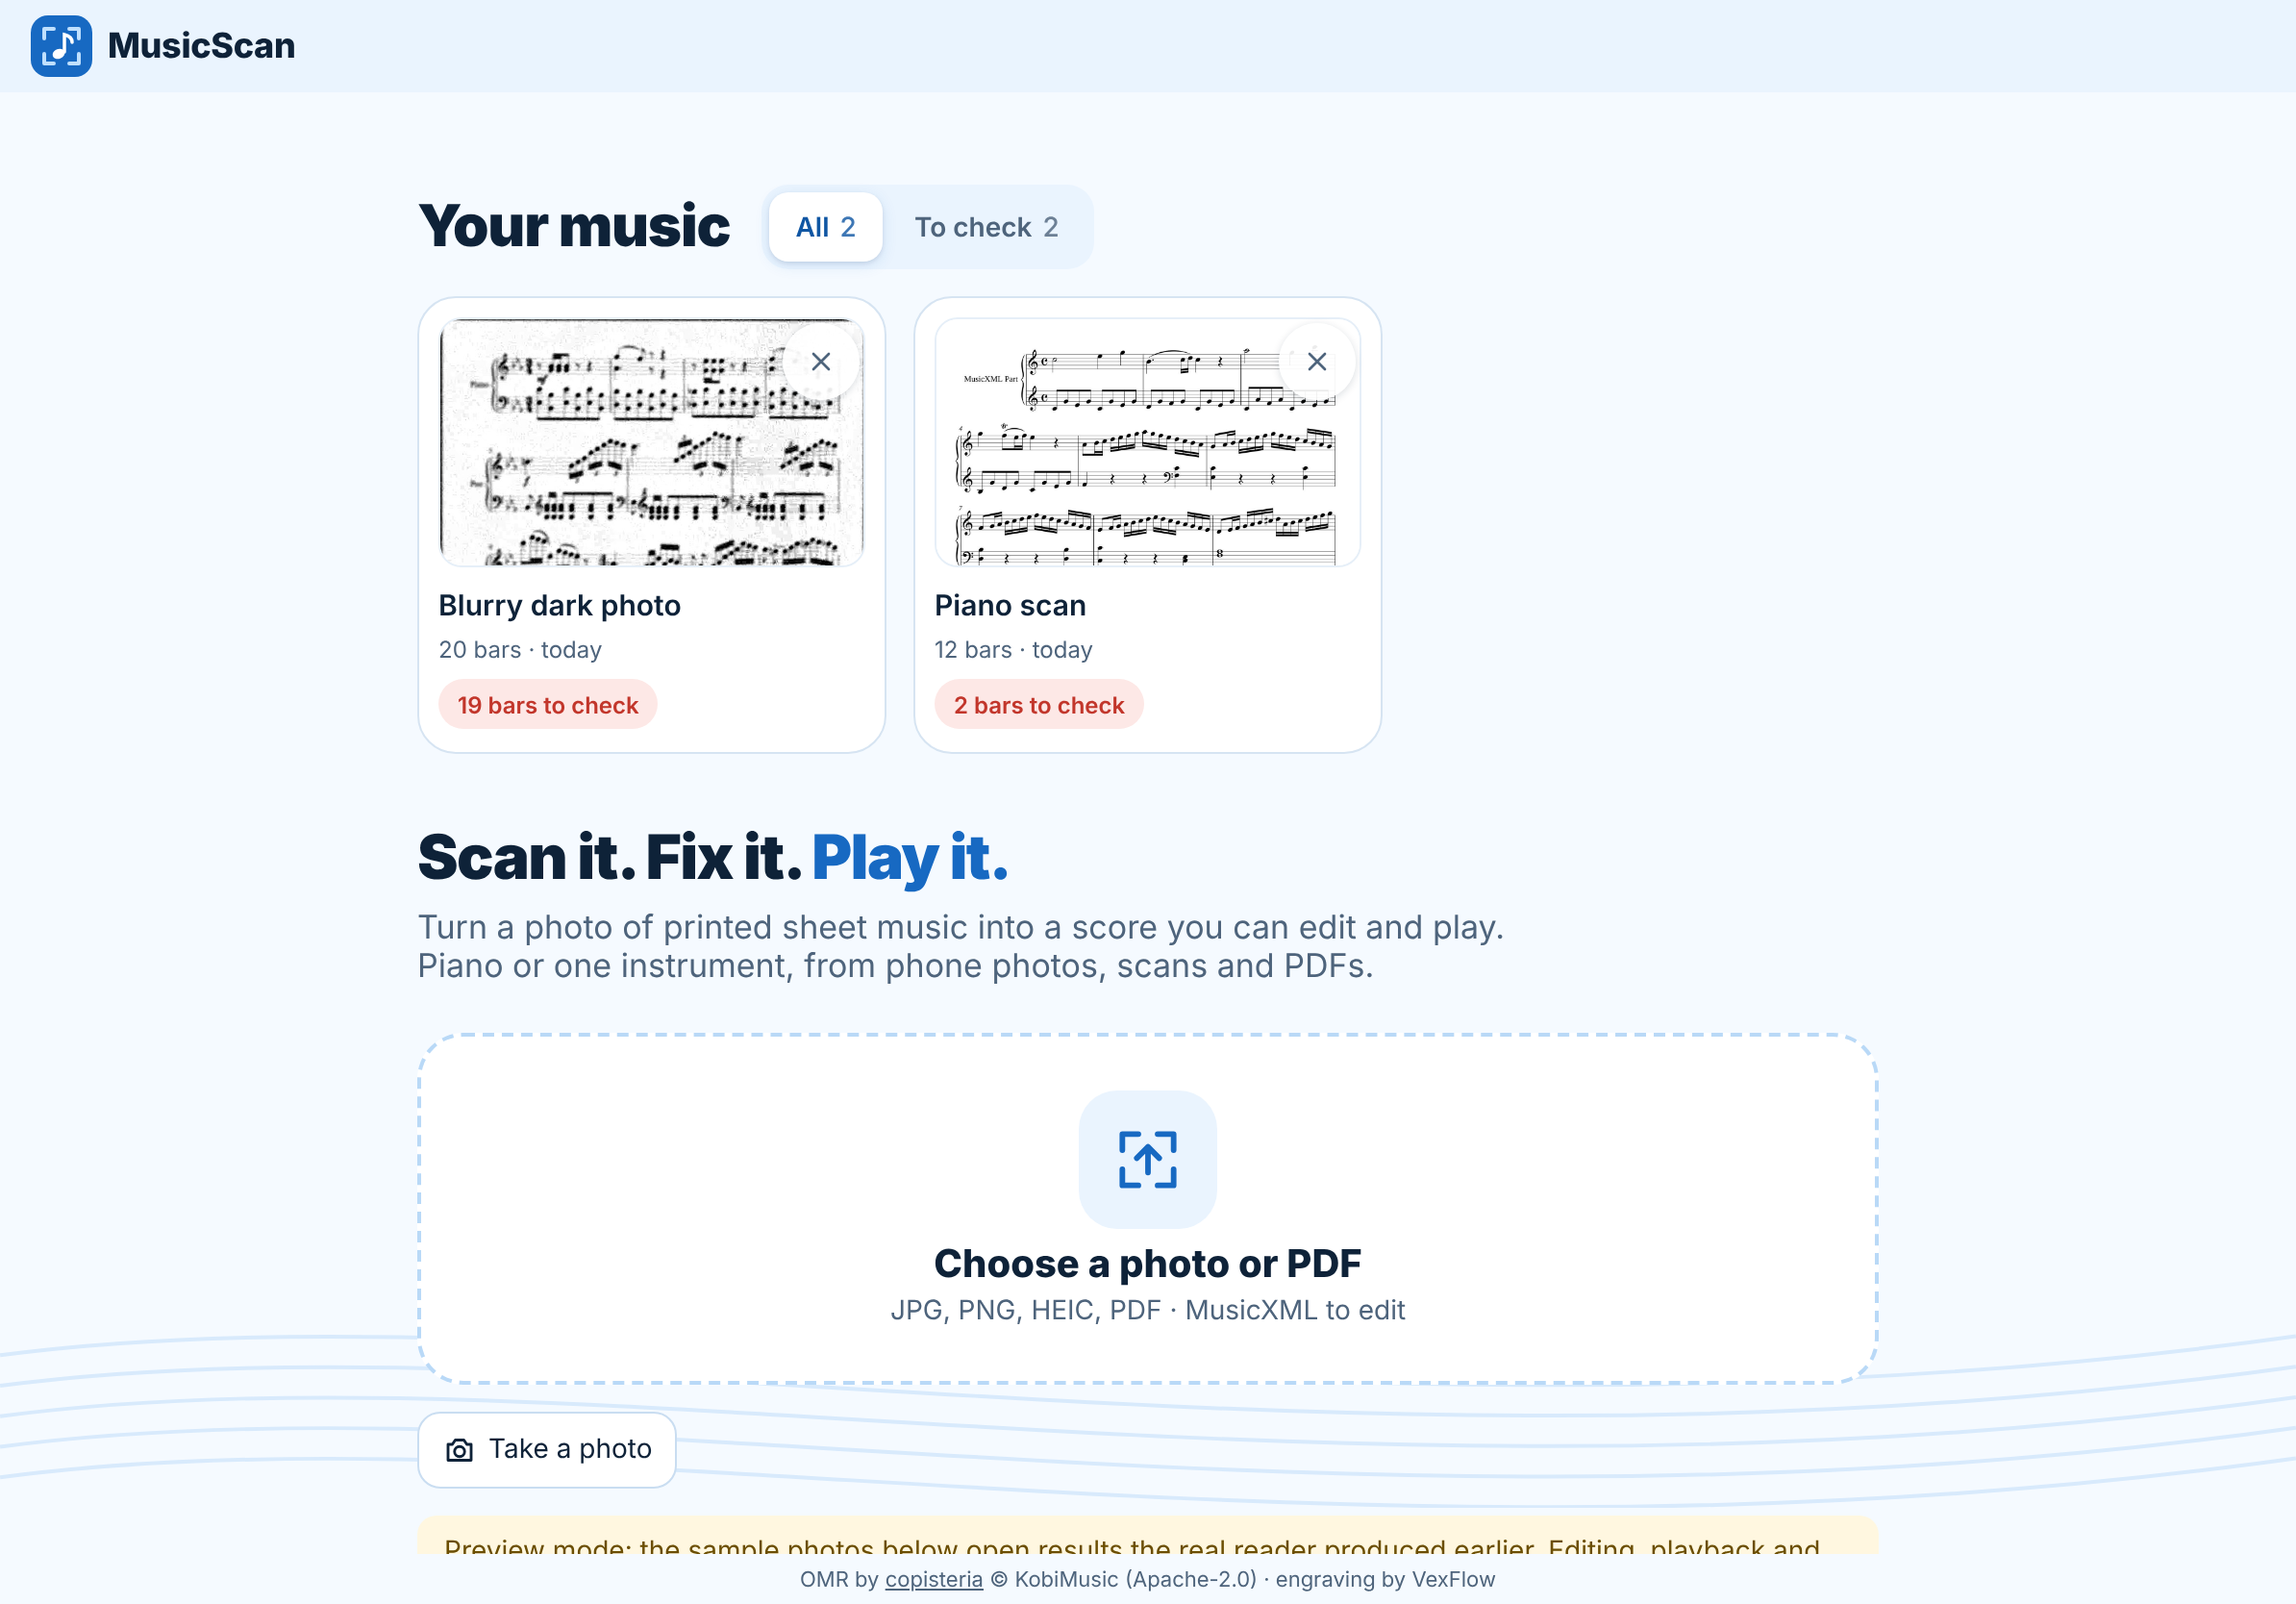 MusicScan
Your music
All 2
To check 2
Piano
MusicXML Part
Blurry dark photo
20 bars · today
19 bars to check
Piano scan
12 bars · today
2 bars to check
Scan it. Fix it. Play it.
Turn a photo of printed sheet music into a score you can edit and play.
Piano or one instrument, from phone photos, scans and PDFs.
Choose a photo or PDF
JPG, PNG, HEIC, PDF · MusicXML to edit
Take a photo
Preview mode: the sample photos below open results the real reader produced earlier. Editing, playback and
OMR by copisteria © KobiMusic (Apache-2.0) · engraving by VexFlow